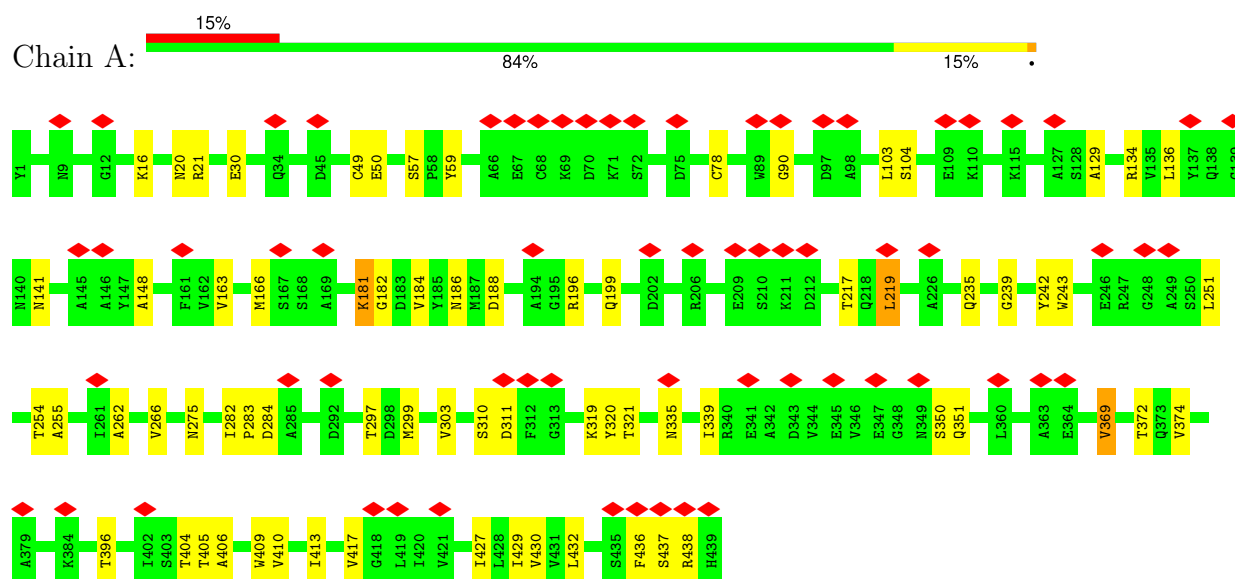 15%
Chain A:
84% 15% •
Y1 N9 G12 K16 N20 R21 E30 Q34 D45 C49 E50 S57 P58 Y59 A66 E67 C68 K69 D70 K71 S72 D75 C78 W89 G90 D97 A98 L103 S104 E109 K110 K115 A127 S128 A129 R134 V135 L136 Y137 Q138
N140 N141 A145 A146 Y147 A148 F161 V162 V163 M166 S167 S168 A169 K181 G182 D183 V184 Y185 N186 M187 D188 A194 G195 R196 Q199 D202 R206 E209 S210 K211 D212 T217 Q218 L219 A226 Q235 G239 Y242 W243 E246 R247 G248 A249 S250 L251
T254 A255 I261 A262 V266 N275 I282 P283 D284 A285 D292 T297 D298 M299 V303 S310 D311 F312 G313 K319 Y320 T321 N335 I339 R340 E341 A342 D343 V344 E345 V346 E347 G348 N349 S350 Q351 L360 A363 E364 V369 T372 Q373 V374
A379 K384 T396 I402 S403 T404 T405 A406 W409 V410 I413 V417 G418 L419 I420 V421 I427 L428 I429 V430 V431 L432 S435 F436 S437 R438 H439